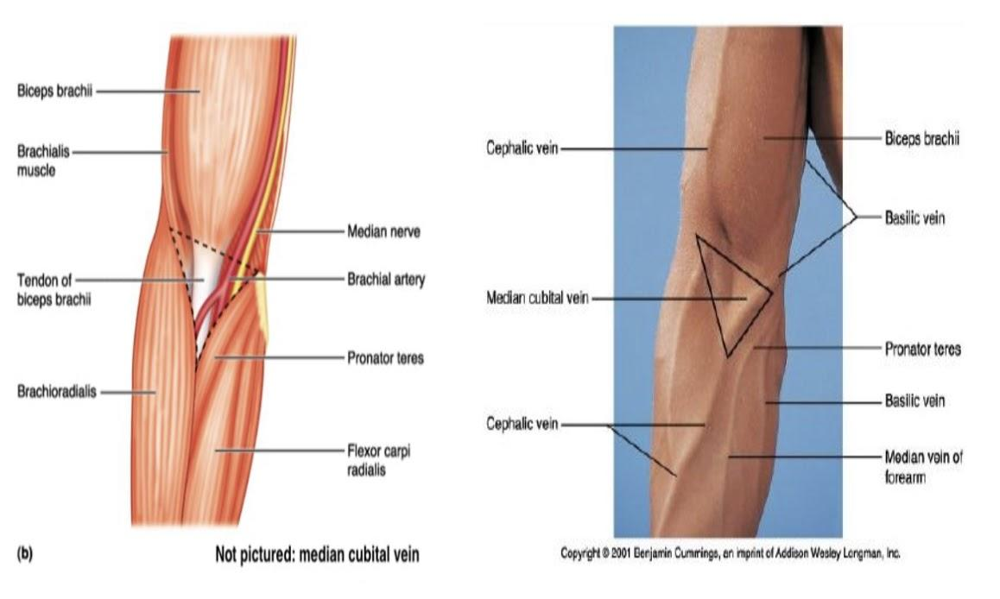 Biceps brachii
Brachialis
muscle
Median nerve
Tendon of
biceps brachii
Brachial artery
Pronator teres
Brachioradialis
Flexor carpi
radialis
(b)
Not pictured: median cubital vein
Cephalic vein
Biceps brachii
Basilic vein
Median cubital vein
Pronator teres
Basilic vein
Cephalic vein
Median vein of
forearm
Copyright © 2001 Benjamin Cummings, an imprint of Addison Wesley Longman, Inc.